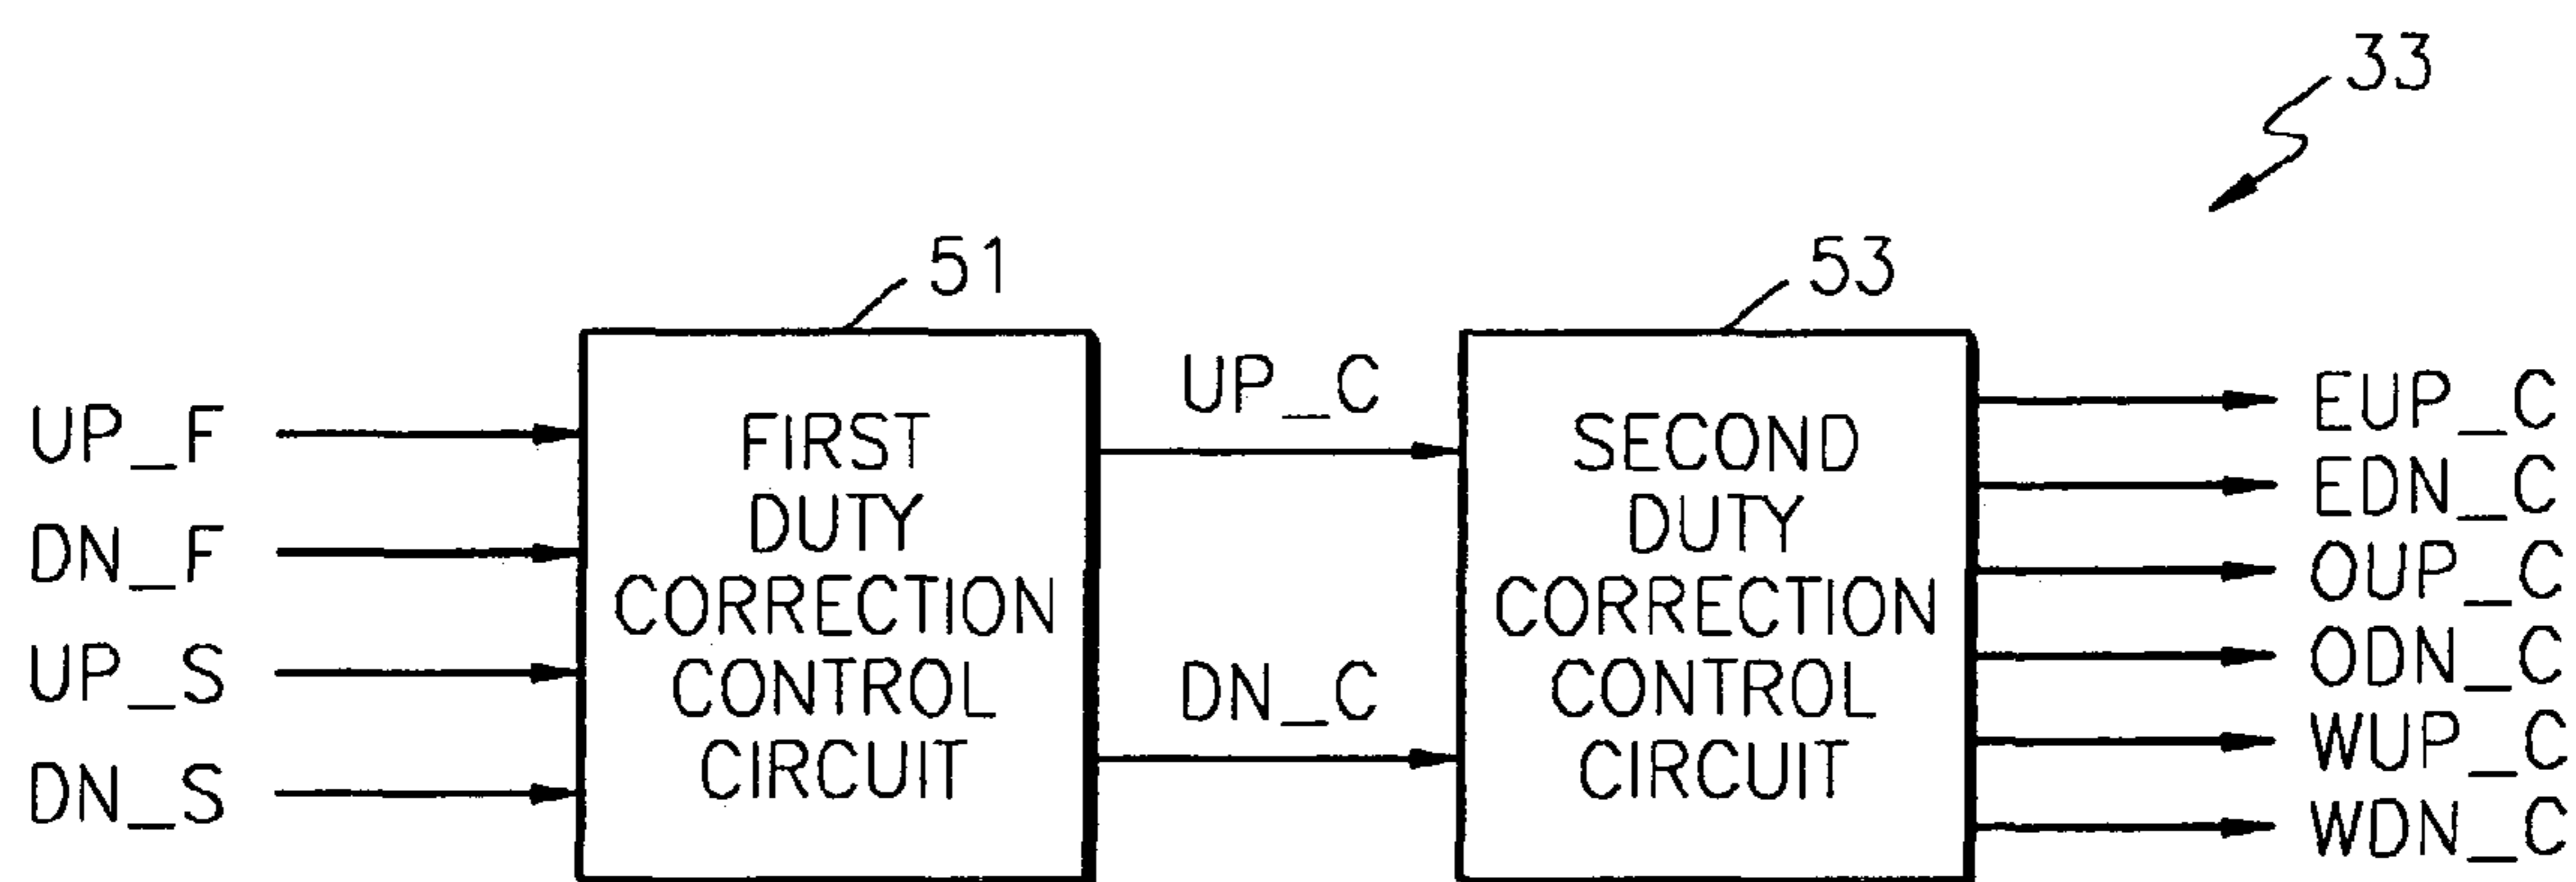 33
51
53
UP_F
DN_F
UP_S
DN_S
FIRST
DUTY
CORRECTION
CONTROL
CIRCUIT
UP_C
DN_C
SECOND
DUTY
CORRECTION
CONTROL
CIRCUIT
EUP_C
EDN_C
OUP_C
ODN_C
WUP_C
WDN_C